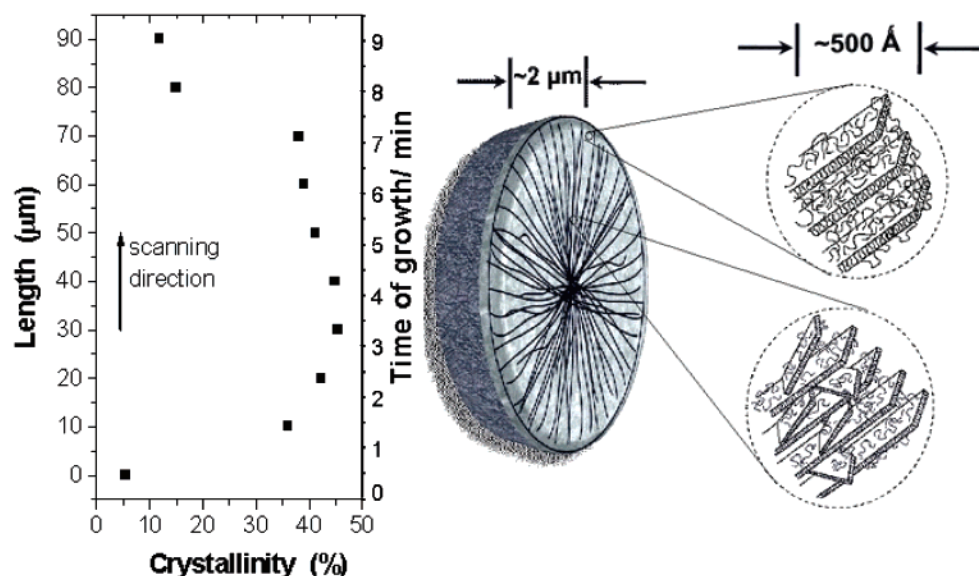 Length (µm)
90
80
70
60
50
40
30
20
10
0
scanning
direction
0 10 20 30 40 50
Crystallinity (%)
9
8
7
6
5
4
3
2
1
0
Time of growth/ min
~2 µm
~500 Å